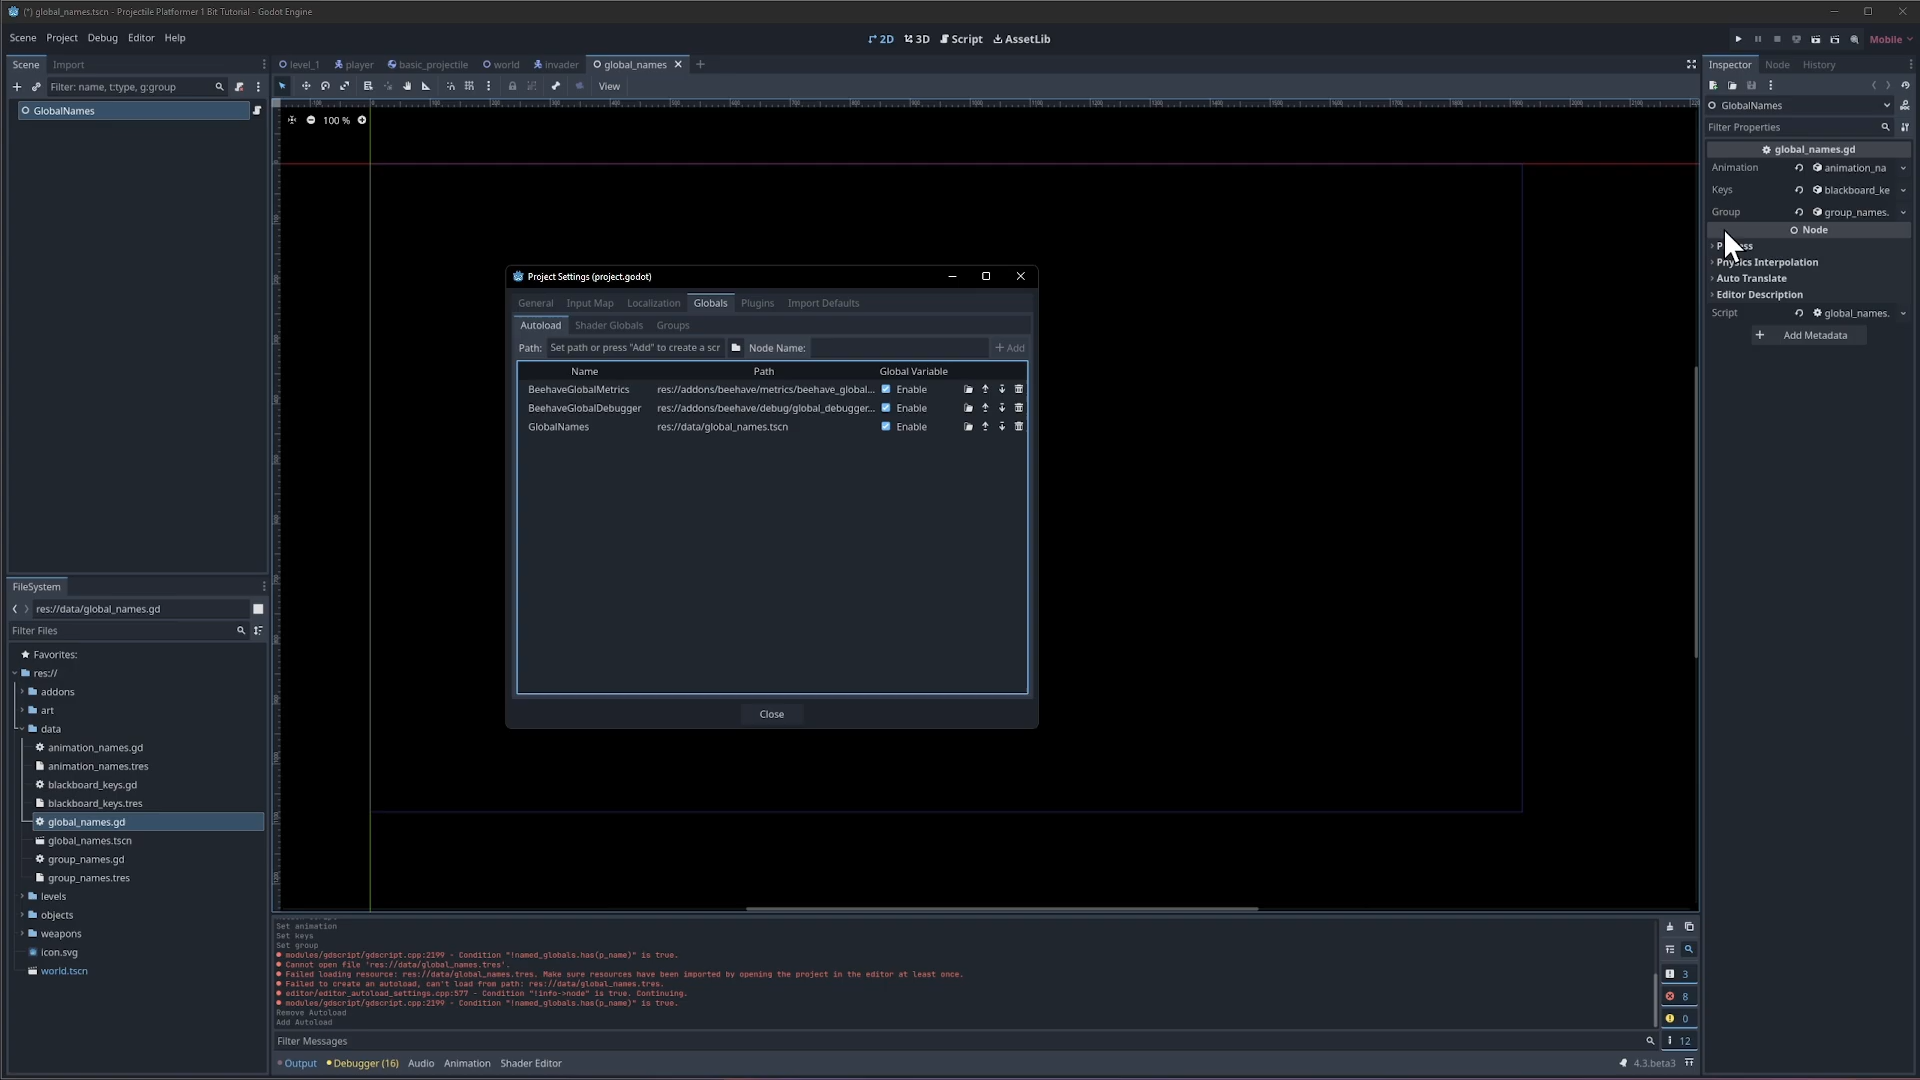 (*) global_names.tscn - Projectile Platformer 1 Bit Tutorial - Godot Engine
Scene Project Debug Editor Help
2D 3D Script AssetLib
Mobile
Scene Import
level_1 player basic_projectile world invader global_names
Inspector Node History
Filter: name, t:type, g:group
View
GlobalNames
100 %
GlobalNames
Filter Properties
global_names.gd
Animation animation_na
Keys blackboard_ke
Group group_names.
Node
Physics Interpolation
Auto Translate
Editor Description
Script global_names.
Add Metadata
Project Settings (project.godot)
General Input Map Localization Globals Plugins Import Defaults
Autoload Shader Globals Groups
Path: Set path or press "Add" to create a scr Node Name: Add
Name Path Global Variable
BeehaveGlobalMetrics res://addons/beehave/metrics/beehave_global... Enable
BeehaveGlobalDebugger res://addons/beehave/debug/global_debugger... Enable
GlobalNames res://data/global_names.tscn Enable
Close
FileSystem
res://data/global_names.gd
Filter Files
Favorites:
res://
addons
art
data
animation_names.gd
animation_names.tres
blackboard_keys.gd
blackboard_keys.tres
global_names.gd
global_names.tscn
group_names.gd
group_names.tres
levels
objects
weapons
icon.svg
world.tscn
Set animation
Set keys
Set group
modules/gdscript/gdscript.cpp:2199 - Condition "!named_globals.has(p_name)" is true.
Cannot open file 'res://data/global_names.tres'.
Failed loading resource: res://data/global_names.tres. Make sure resources have been imported by opening the project in the editor at least once.
Failed to create an autoload, can't load from path: res://data/global_names.tres.
editor/editor_autoload_settings.cpp:577 - Condition "!info->node" is true. Continuing.
modules/gdscript/gdscript.cpp:2199 - Condition "!named_globals.has(p_name)" is true.
Remove Autoload
Add Autoload
3
8
0
12
Filter Messages
Output Debugger (16) Audio Animation Shader Editor
4.3.beta3